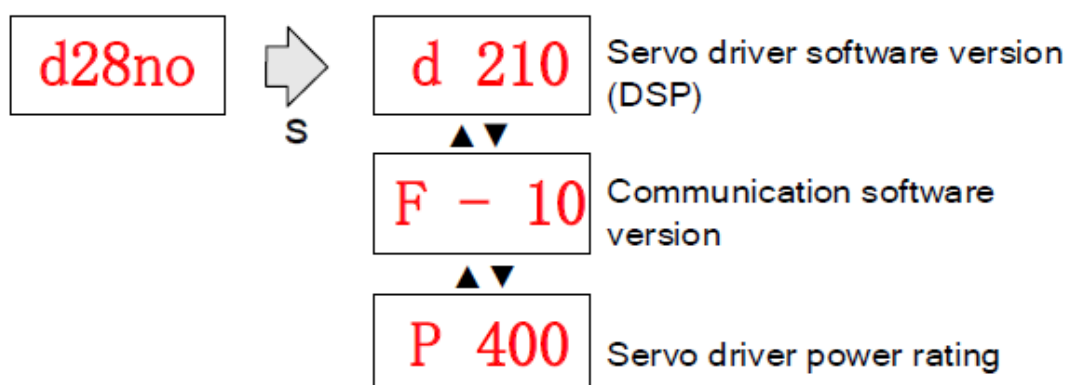 d28no
S
d 210
Servo driver software version
(DSP)
▲▼
F - 10
Communication software
version
▲▼
P 400
Servo driver power rating